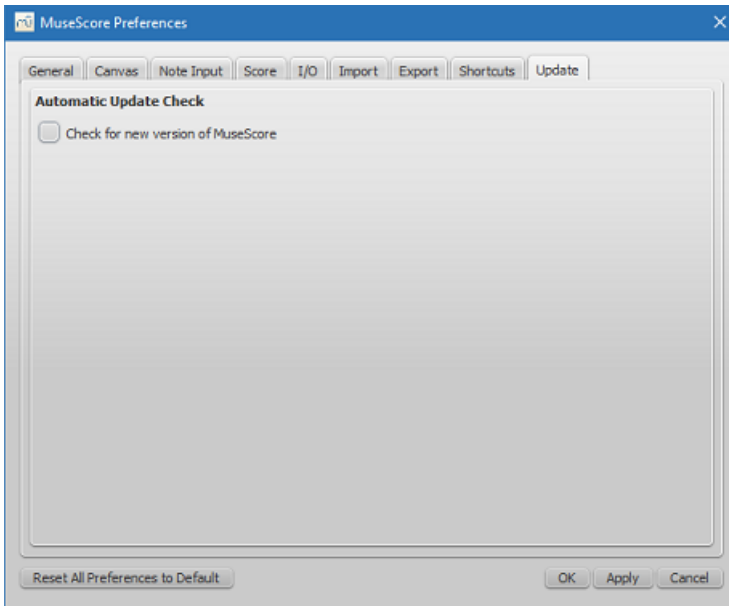 MuseScore Preferences
General Canvas Note Input Score I/O Import Export Shortcuts Update
Automatic Update Check
Check for new version of MuseScore
Reset All Preferences to Default OK Apply Cancel